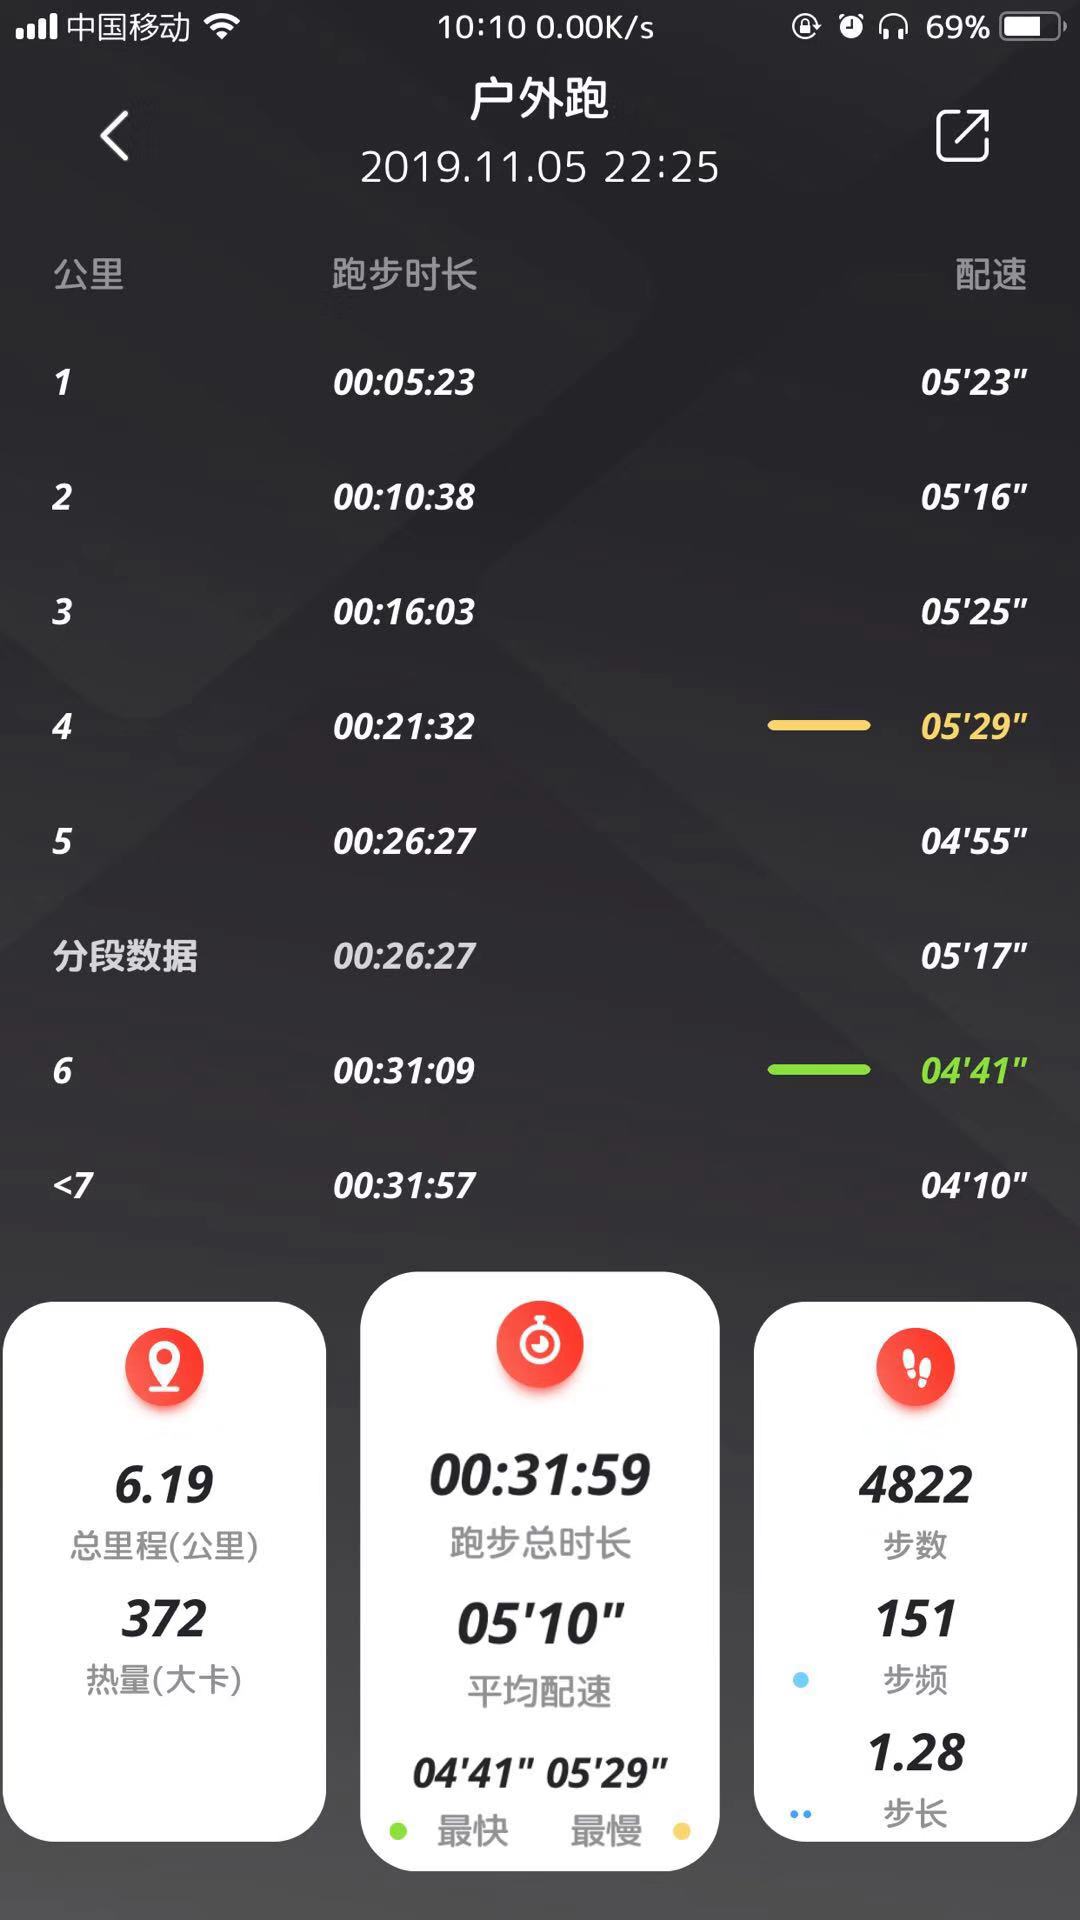 中国移动 10:10 0.00K/s 69%
户外跑
2019.11.05 22:25
公里 跑步时长 配速
1 00:05:23 05'23"
2 00:10:38 05'16"
3 00:16:03 05'25"
4 00:21:32 05'29"
5 00:26:27 04'55"
分段数据 00:26:27 05'17"
6 00:31:09 04'41"
<7 00:31:57 04'10"
6.19
总里程(公里)
372
热量(大卡)
00:31:59
跑步总时长
05'10"
平均配速
04'41" 05'29"
最快 最慢
4822
步数
151
步频
1.28
步长